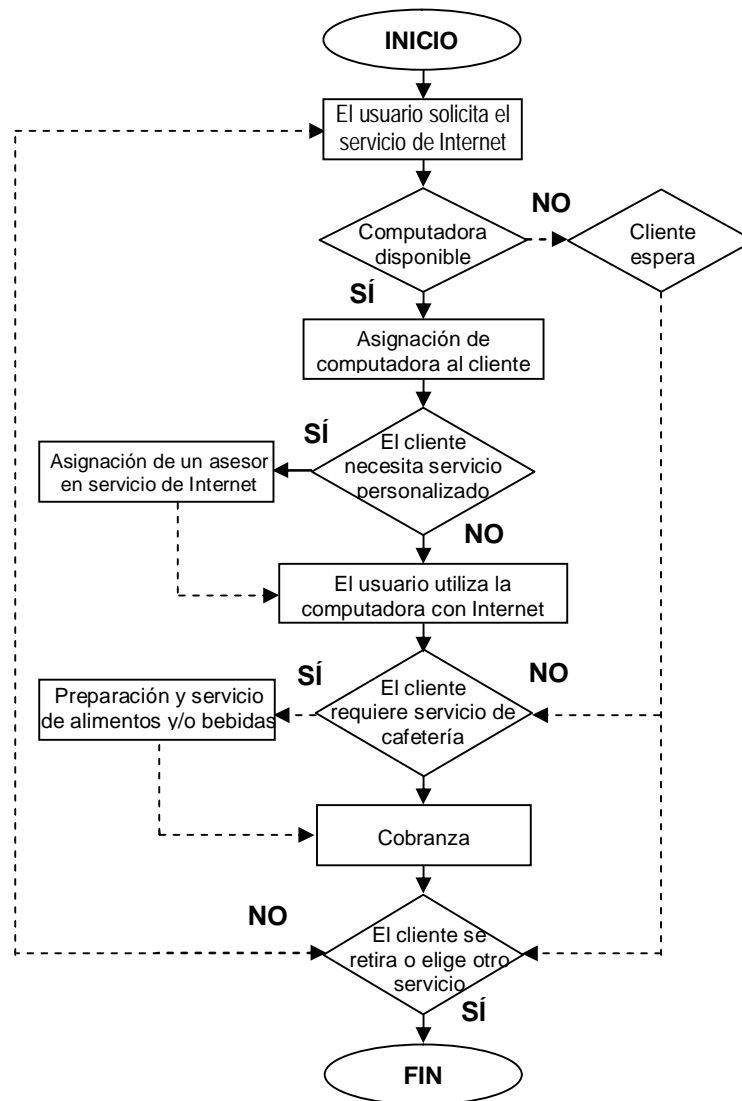 INICIO
El usuario solicita el
servicio de Internet
NO
Computadora
disponible
Cliente
espera
SÍ
Asignación de
computadora al cliente
SÍ
El cliente
necesita servicio
personalizado
Asignación de un asesor
en servicio de Internet
NO
El usuario utiliza la
computadora con Internet
SÍ
NO
El cliente
requiere servicio de
cafetería
Preparación y servicio
de alimentos y/o bebidas
Cobranza
NO
El cliente se
retira o elige otro
servicio
SÍ
FIN